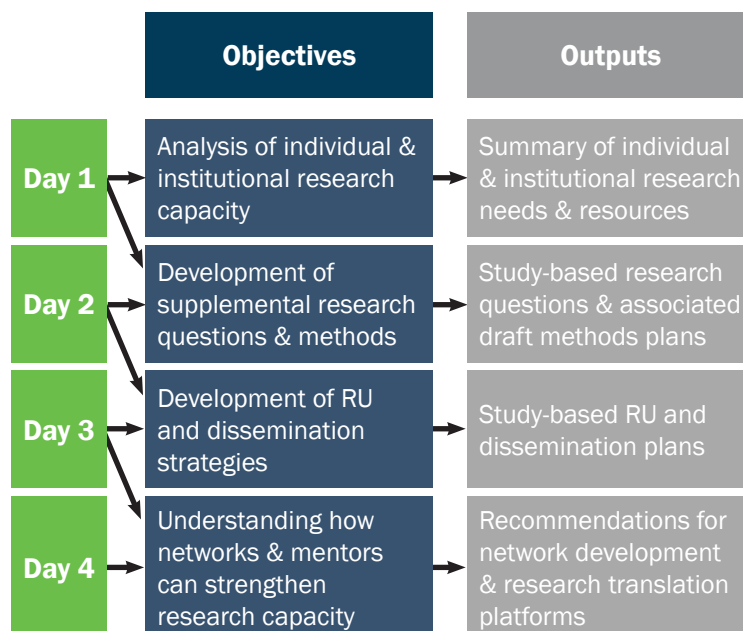 Objectives
Outputs
Day 1
Analysis of individual &
institutional research
capacity
Summary of individual
& institutional research
needs & resources
Day 2
Development of
supplemental research
questions & methods
Study-based research
questions & associated
draft methods plans
Day 3
Development of RU
and dissemination
strategies
Study-based RU and
dissemination plans
Day 4
Understanding how
networks & mentors
can strengthen
research capacity
Recommendations for
network development
& research translation
platforms